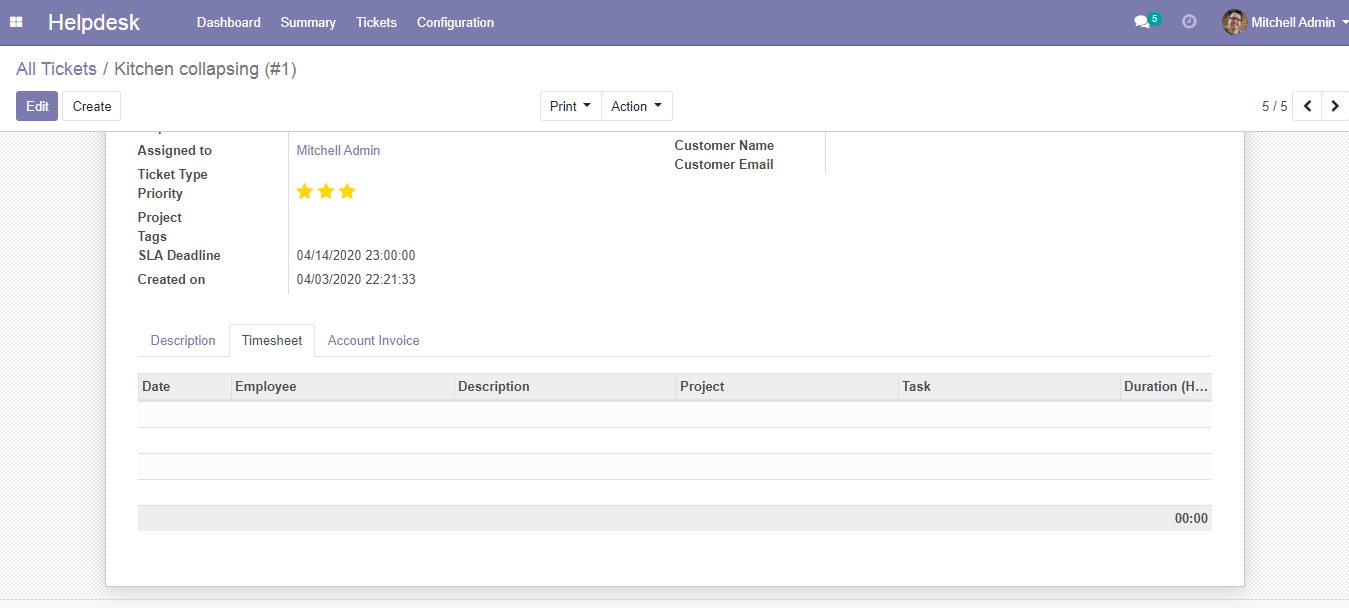 Helpdesk Dashboard Summary Tickets Configuration 5 Mitchell Admin
All Tickets / Kitchen collapsing (#1)
Edit Create Print Action 5 / 5
Assigned to Mitchell Admin
Customer Name
Customer Email
Ticket Type
Priority
Project
Tags
SLA Deadline 04/14/2020 23:00:00
Created on 04/03/2020 22:21:33
Description Timesheet Account Invoice
Date Employee Description Project Task Duration (H...
00:00